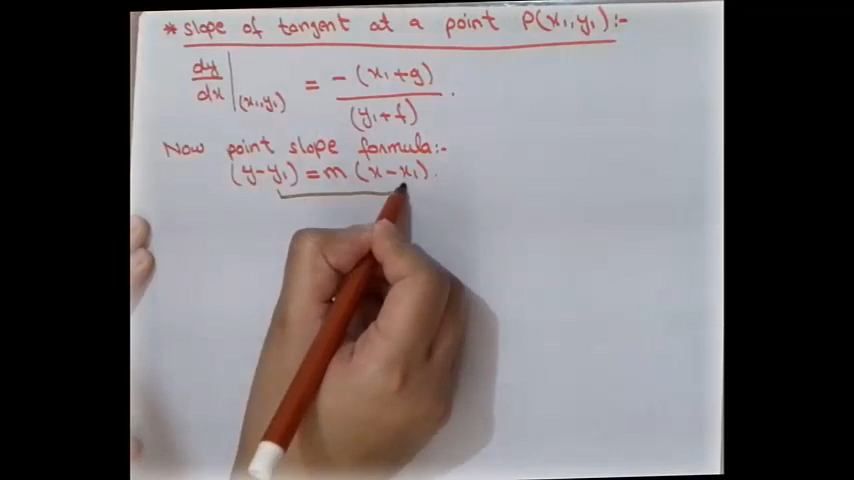 * slope of tangent at a point P(x₁,y₁):-
dy/dx |(x₁,y₁) = -(x₁+g)/(y₁+f).
Now point slope formula:-
(y-y₁) = m (x-x₁).